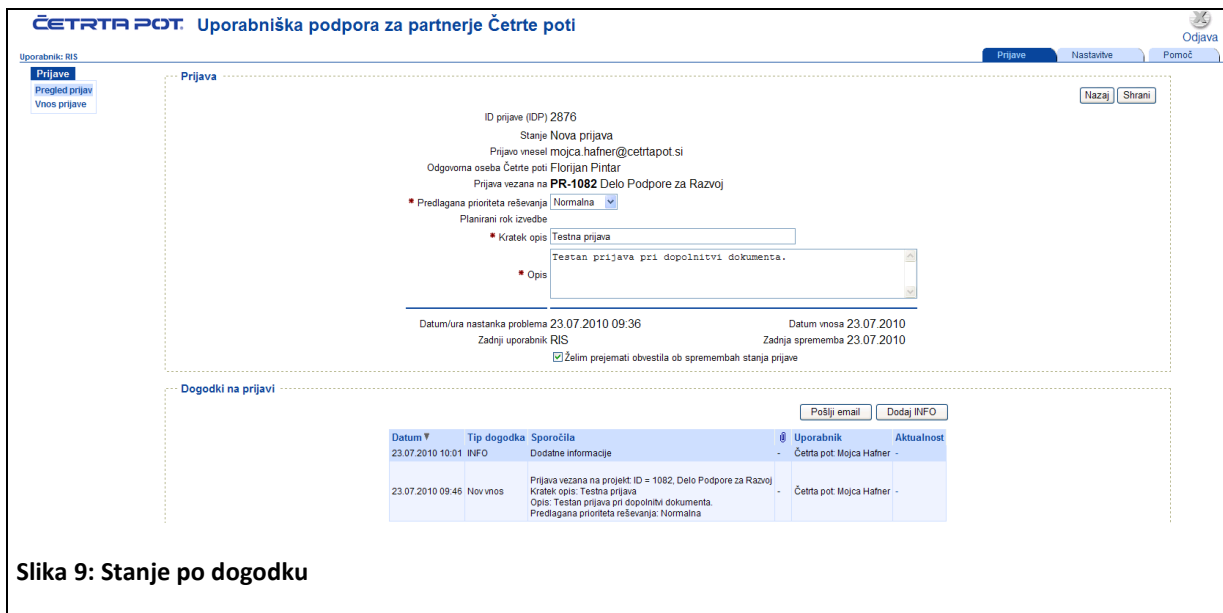 ČETRTA POT. Uporabniška podpora za partnerje Četrte poti
Odjava
Uporabnik: RIS
Prijave Nastavitve Pomoč
Prijave
Pregled prijav
Vnos prijave
Prijava
Nazaj Shrani
ID prijave (IDP) 2876
Stanje Nova prijava
Prijavo vnesel mojca.hafner@cetrtapot.si
Odgovorna oseba Četrte poti Florijan Pintar
Prijava vezana na PR-1082 Delo Podpore za Razvoj
* Predlagana prioriteta reševanja Normalna
Planirani rok izvedbe
* Kratek opis Testna prijava
* Opis Testan prijava pri dopolnitvi dokumenta.
Datum/ura nastanka problema 23.07.2010 09:36 Datum vnosa 23.07.2010
Zadnji uporabnik RIS Zadnja sprememba 23.07.2010
Želim prejemati obvestila ob spremembah stanja prijave
Dogodki na prijavi
Pošlji email Dodaj INFO
Datum Tip dogodka Sporočila Uporabnik Aktualnost
23.07.2010 10:01 INFO Dodatne informacije - Četrta pot: Mojca Hafner -
Prijava vezana na projekt: ID = 1082, Delo Podpore za Razvoj
Kratek opis: Testna prijava
23.07.2010 09:46 Nov vnos - Četrta pot: Mojca Hafner -
Opis: Testan prijava pri dopolnitvi dokumenta.
Predlagana prioriteta reševanja: Normalna
Slika 9: Stanje po dogodku